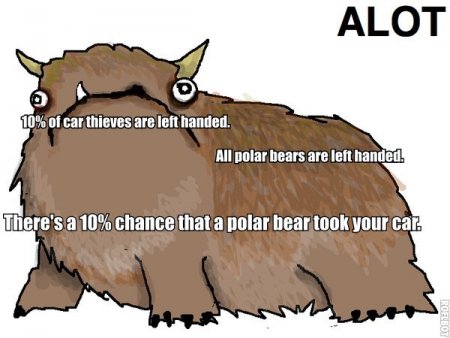 ALOT
10% of car thieves are left handed.
All polar bears are left handed.
There's a 10% chance that a polar bear took your car.
ROFLBOT